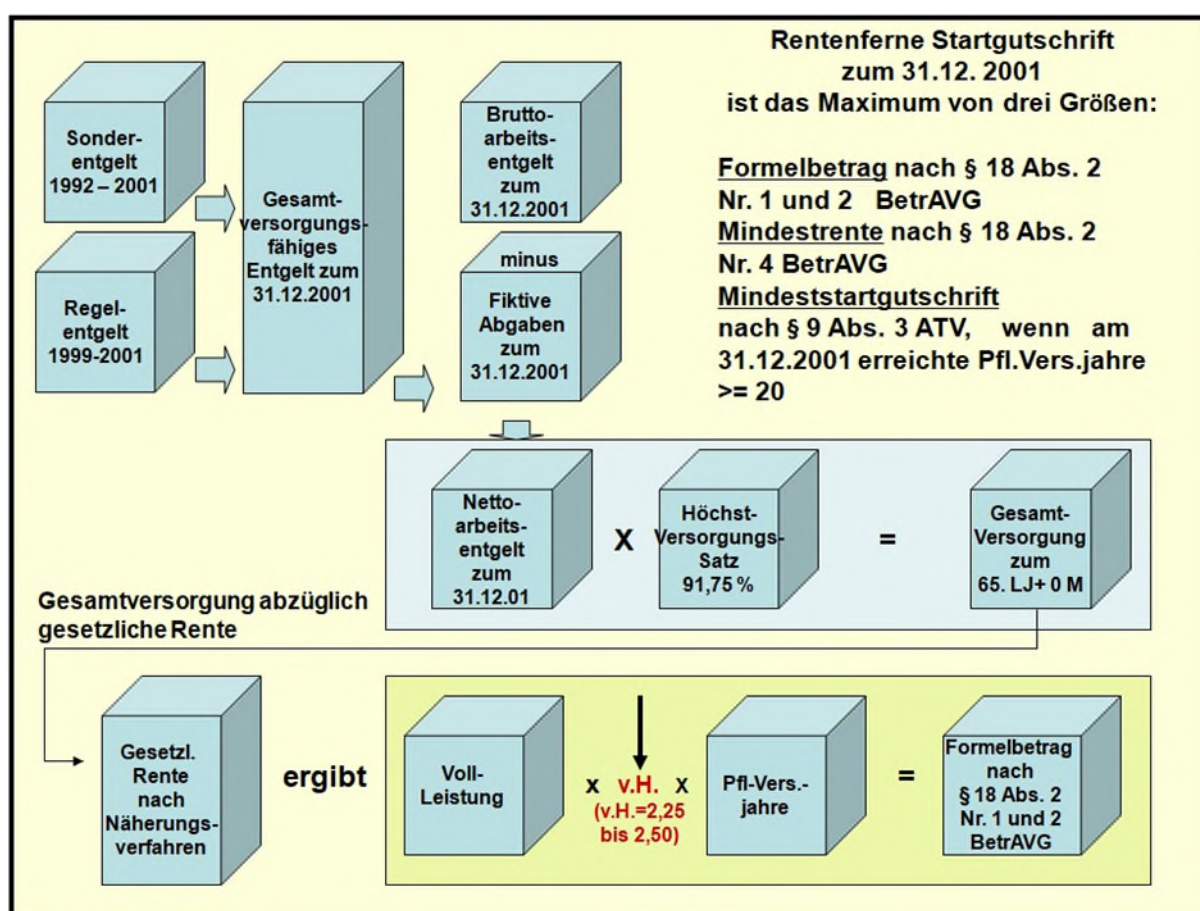 Rentenferne Startgutschrift
zum 31.12. 2001
ist das Maximum von drei Größen:
Formelbetrag nach § 18 Abs. 2
Nr. 1 und 2 BetrAVG
Mindestrente nach § 18 Abs. 2
Nr. 4 BetrAVG
Mindeststartgutschrift
nach § 9 Abs. 3 ATV, wenn am
31.12.2001 erreichte Pfl.Vers.jahre
>= 20
Sonder-
entgelt
1992 – 2001
Regel-
entgelt
1999-2001
Gesamt-
versorgungs-
fähiges
Entgelt zum
31.12.2001
Brutto-
arbeits-
entgelt
zum
31.12.2001
minus
Fiktive
Abgaben
zum
31.12.2001
Netto-
arbeits-
entgelt
zum
31.12.01
X
Höchst-
Versorgungs-
Satz
91,75 %
=
Gesamt-
Versorgung
zum
65. LJ+ 0 M
Gesamtversorgung abzüglich
gesetzliche Rente
Gesetzl.
Rente
nach
Näherungs-
verfahren
ergibt
Voll-
Leistung
x v.H. X
(v.H.=2,25
bis 2,50)
Pfl-Vers.-
jahre
=
Formelbetrag
nach
§ 18 Abs. 2
Nr. 1 und 2
BetrAVG